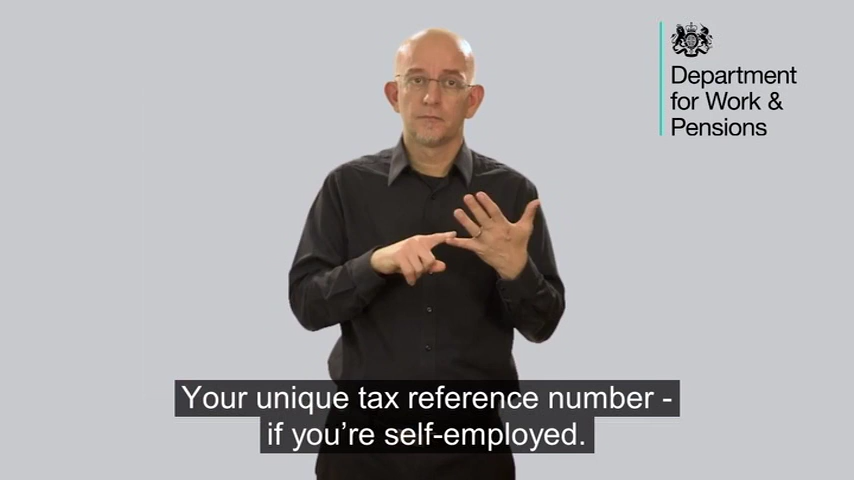 Department
for Work &
Pensions
Your unique tax reference number -
if you're self-employed.